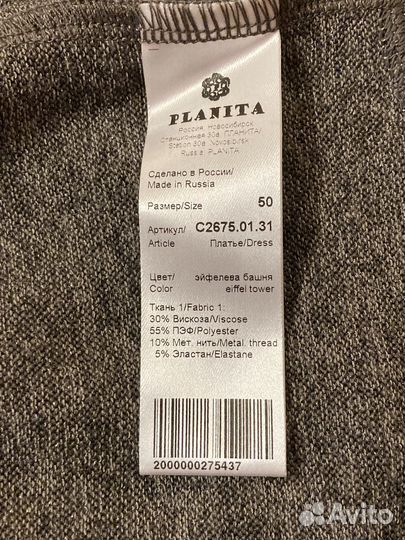 PLANITA
Россия, Новосибирск
Станционная 30а, ПЛАНИТА/
Station 30a, Novosibirsk
Russia, PLANITA
Сделано в России/
Made in Russia
Размер/Size 50
Артикул/ C2675.01.31
Article Платье/Dress
Цвет/ эйфелева башня
Color eiffel tower
Ткань 1/Fabric 1:
30% Вискоза/Viscose
55% ПЭФ/Polyester
10% Мет. нить/Metal. thread
5% Эластан/Elastane
2000000275437
Avito